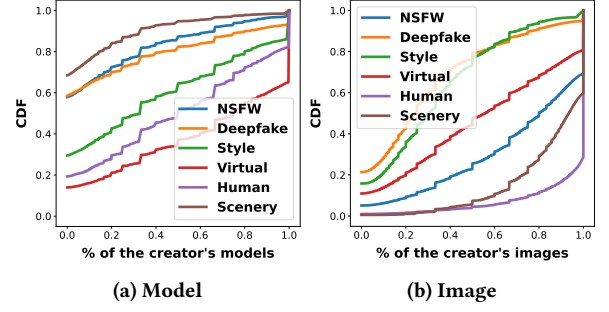 CDF
1.0
0.8
0.6
0.4
0.2
0.0
NSFW
Deepfake
Style
Virtual
Human
Scenery
0.0 0.2 0.4 0.6 0.8 1.0
% of the creator's models
(a) Model
CDF
1.0
0.8
0.6
0.4
0.2
0.0
NSFW
Deepfake
Style
Virtual
Human
Scenery
0.0 0.2 0.4 0.6 0.8 1.0
% of the creator's images
(b) Image